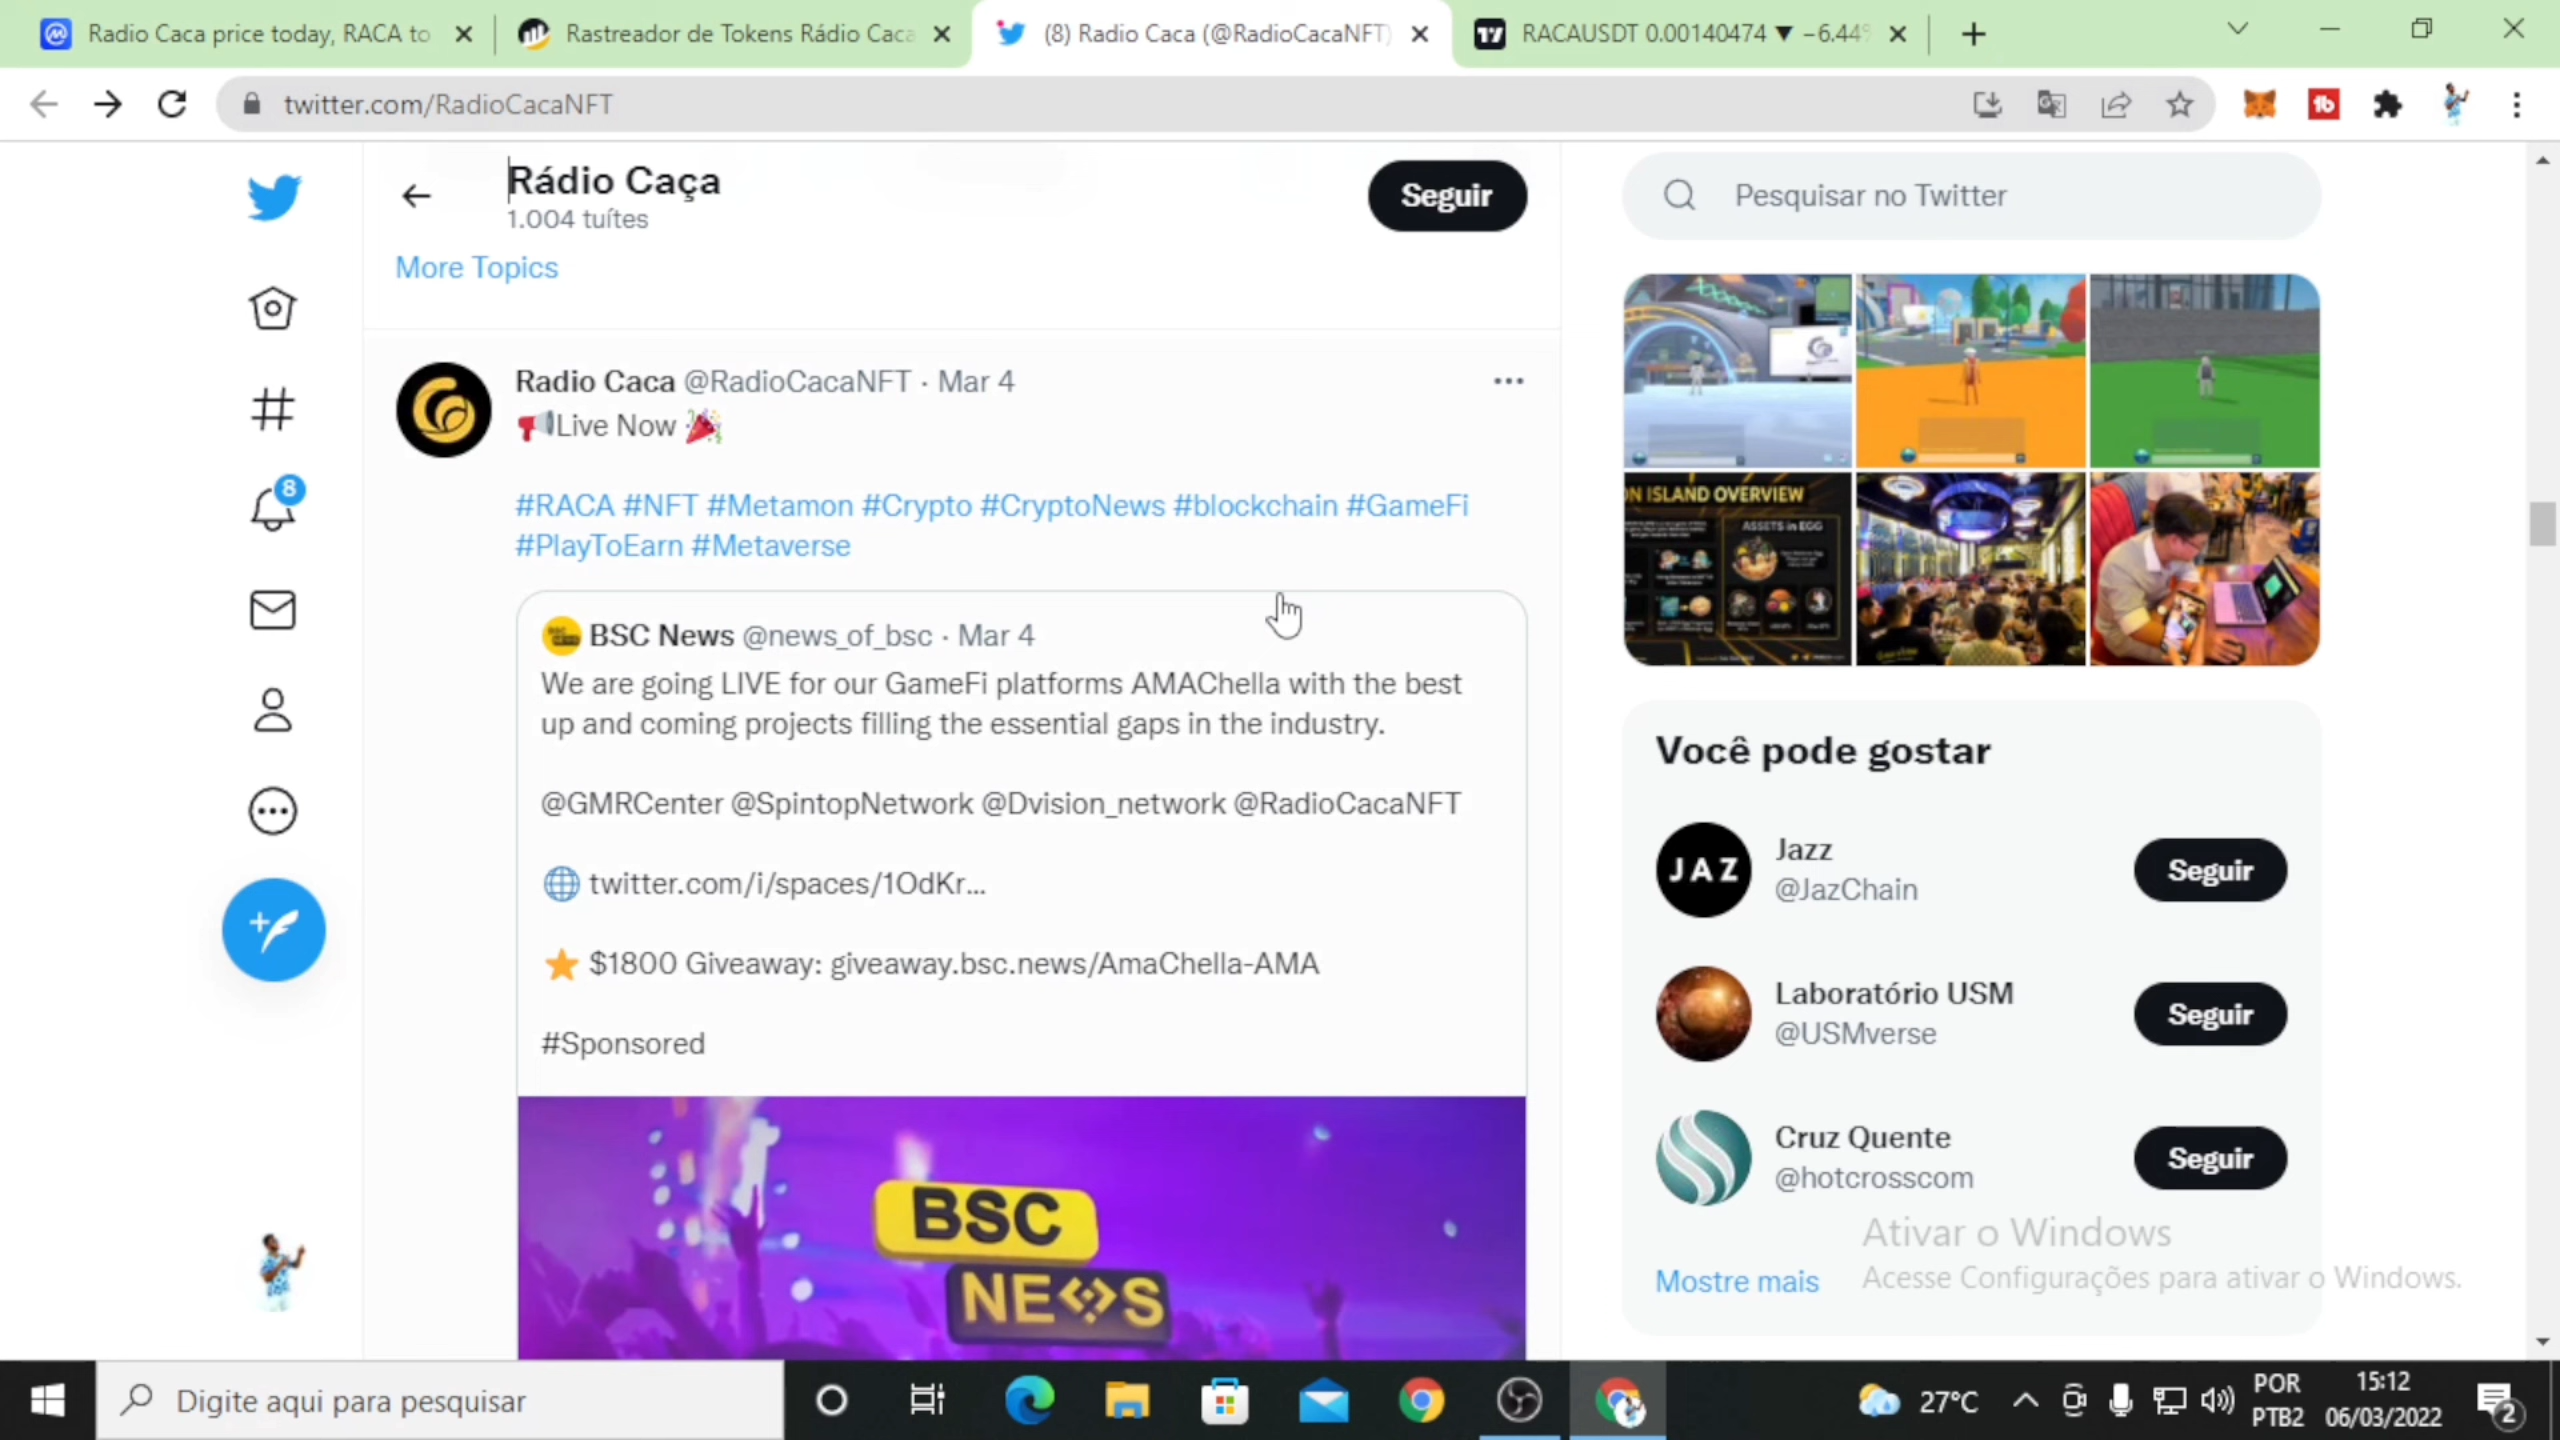 Radio Caca price today, RACA to
Rastreador de Tokens Rádio Caca
(8) Radio Caca (@RadioCacaNFT)
RACAUSDT 0.00140474 ▼ −6.44%
twitter.com/RadioCacaNFT
Rádio Caça
1.004 tuítes
Seguir
More Topics
Radio Caca @RadioCacaNFT · Mar 4
📢Live Now 🎉
#RACA #NFT #Metamon #Crypto #CryptoNews #blockchain #GameFi
#PlayToEarn #Metaverse
BSC News @news_of_bsc · Mar 4
We are going LIVE for our GameFi platforms AMAChella with the best
up and coming projects filling the essential gaps in the industry.
@GMRCenter @SpintopNetwork @Dvision_network @RadioCacaNFT
🌐 twitter.com/i/spaces/1OdKr...
⭐ $1800 Giveaway: giveaway.bsc.news/AmaChella-AMA
#Sponsored
BSC
NEWS
8
Pesquisar no Twitter
N ISLAND OVERVIEW
ASSETS in EGG
Você pode gostar
JAZ
Jazz
@JazChain
Seguir
Laboratório USM
@USMverse
Seguir
Cruz Quente
@hotcrosscom
Seguir
Mostre mais
Ativar o Windows
Acesse Configurações para ativar o Windows.
Digite aqui para pesquisar
27°C
POR
PTB2
15:12
06/03/2022
2